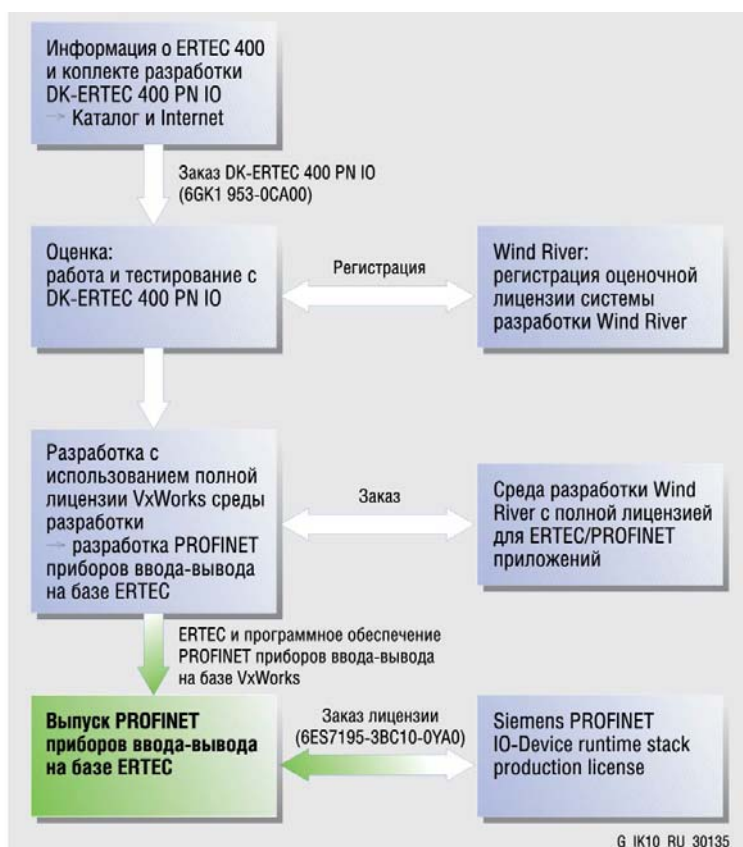 Информация о ERTEC 400
и коплекте разработки
DK-ERTEC 400 PN IO
→ Каталог и Internet
Заказ DK-ERTEC 400 PN IO
(6GK1 953-0CA00)
Оценка:
работа и тестирование с
DK-ERTEC 400 PN IO
Регистрация
Wind River:
регистрация оценочной
лицензии системы
разработки Wind River
Разработка с
использованием полной
лицензии VxWorks среды
разработки
→ разработка PROFINET
приборов ввода-вывода
на базе ERTEC
Заказ
Среда разработки Wind
River с полной лицензией
для ERTEC/PROFINET
приложений
ERTEC и программное обеспечение
PROFINET приборов ввода-вывода
на базе VxWorks
Выпуск PROFINET
приборов ввода-вывода
на базе ERTEC
Заказ лицензии
(6ES7195-3BC10-0YA0)
Siemens PROFINET
IO-Device runtime stack
production license
G_IK10_RU_30135